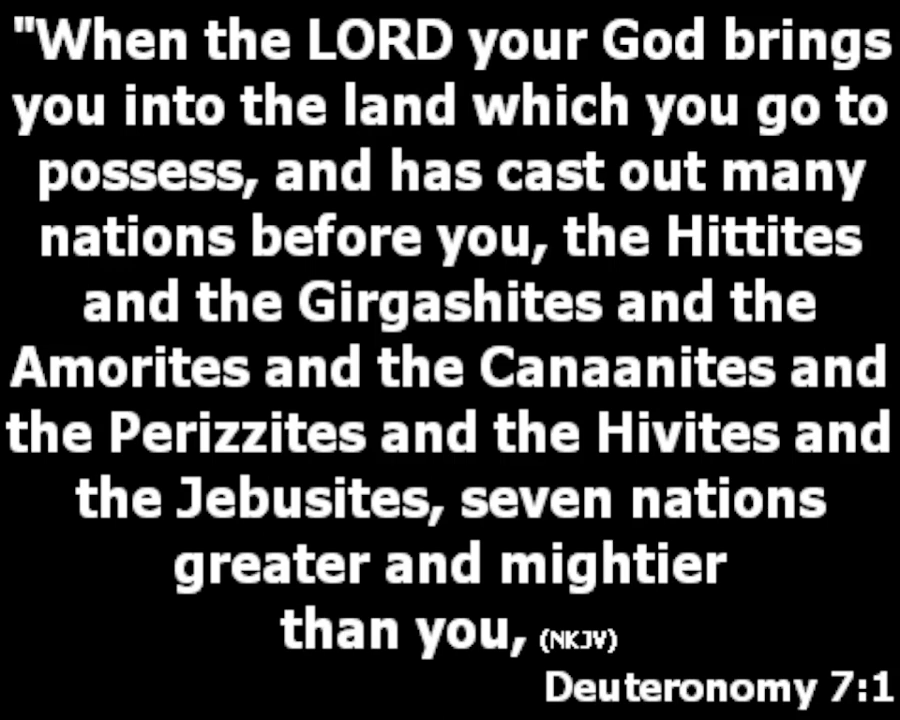 "When the LORD your God brings
you into the land which you go to
possess, and has cast out many
nations before you, the Hittites
and the Girgashites and the
Amorites and the Canaanites and
the Perizzites and the Hivites and
the Jebusites, seven nations
greater and mightier
than you, (NKJV)
Deuteronomy 7:1